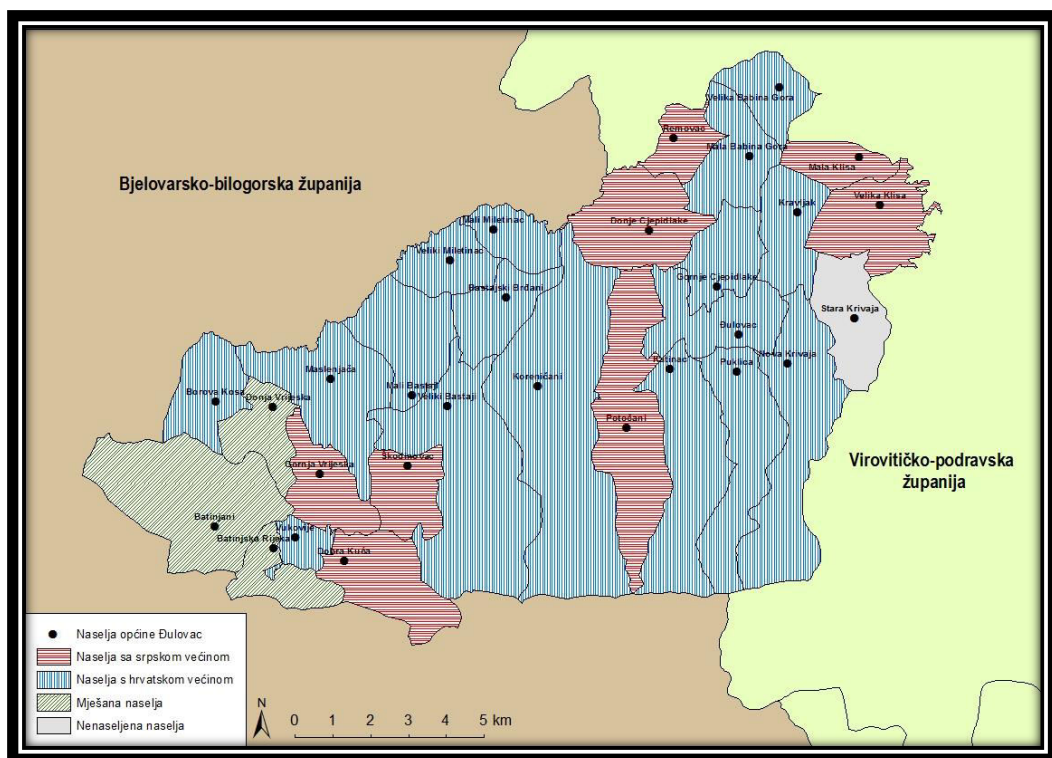 Velika Babina Gora
Removac
Mala Babina Gora
Mala Klisa
Bjelovarsko-bilogorska županija
Velika Klisa
Kravljak
Mali Miletinac
Donje Cjepidlake
Veliki Miletinac
Gornje Cjepidlake
Bastajski Brđani
Stara Krivaja
Đulovac
Nova Krivaja
Katinac
Puklica
Maslenjača
Koreničani
Mali Bastaji
Borova Kosa
Donja Vrijeska
Veliki Bastaji
Potočani
Škodinovac
Gornja Vrijeska
Virovitičko-podravska
županija
Batinjani
Vukovije
Batinjska Rijeka
Dobra Kuća
Naselja općine Đulovac
Naselja sa srpskom većinom
Naselja s hrvatskom većinom
Mješana naselja
Nenaseljena naselja
N
0 1 2 3 4 5 km